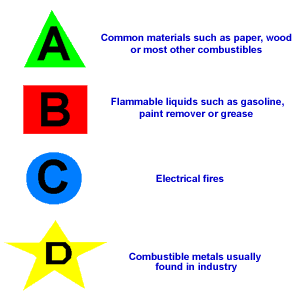 A
Common materials such as paper, wood
or most other combustibles
B
Flammable liquids such as gasoline,
paint remover or grease
C
Electrical fires
D
Combustible metals usually
found in industry